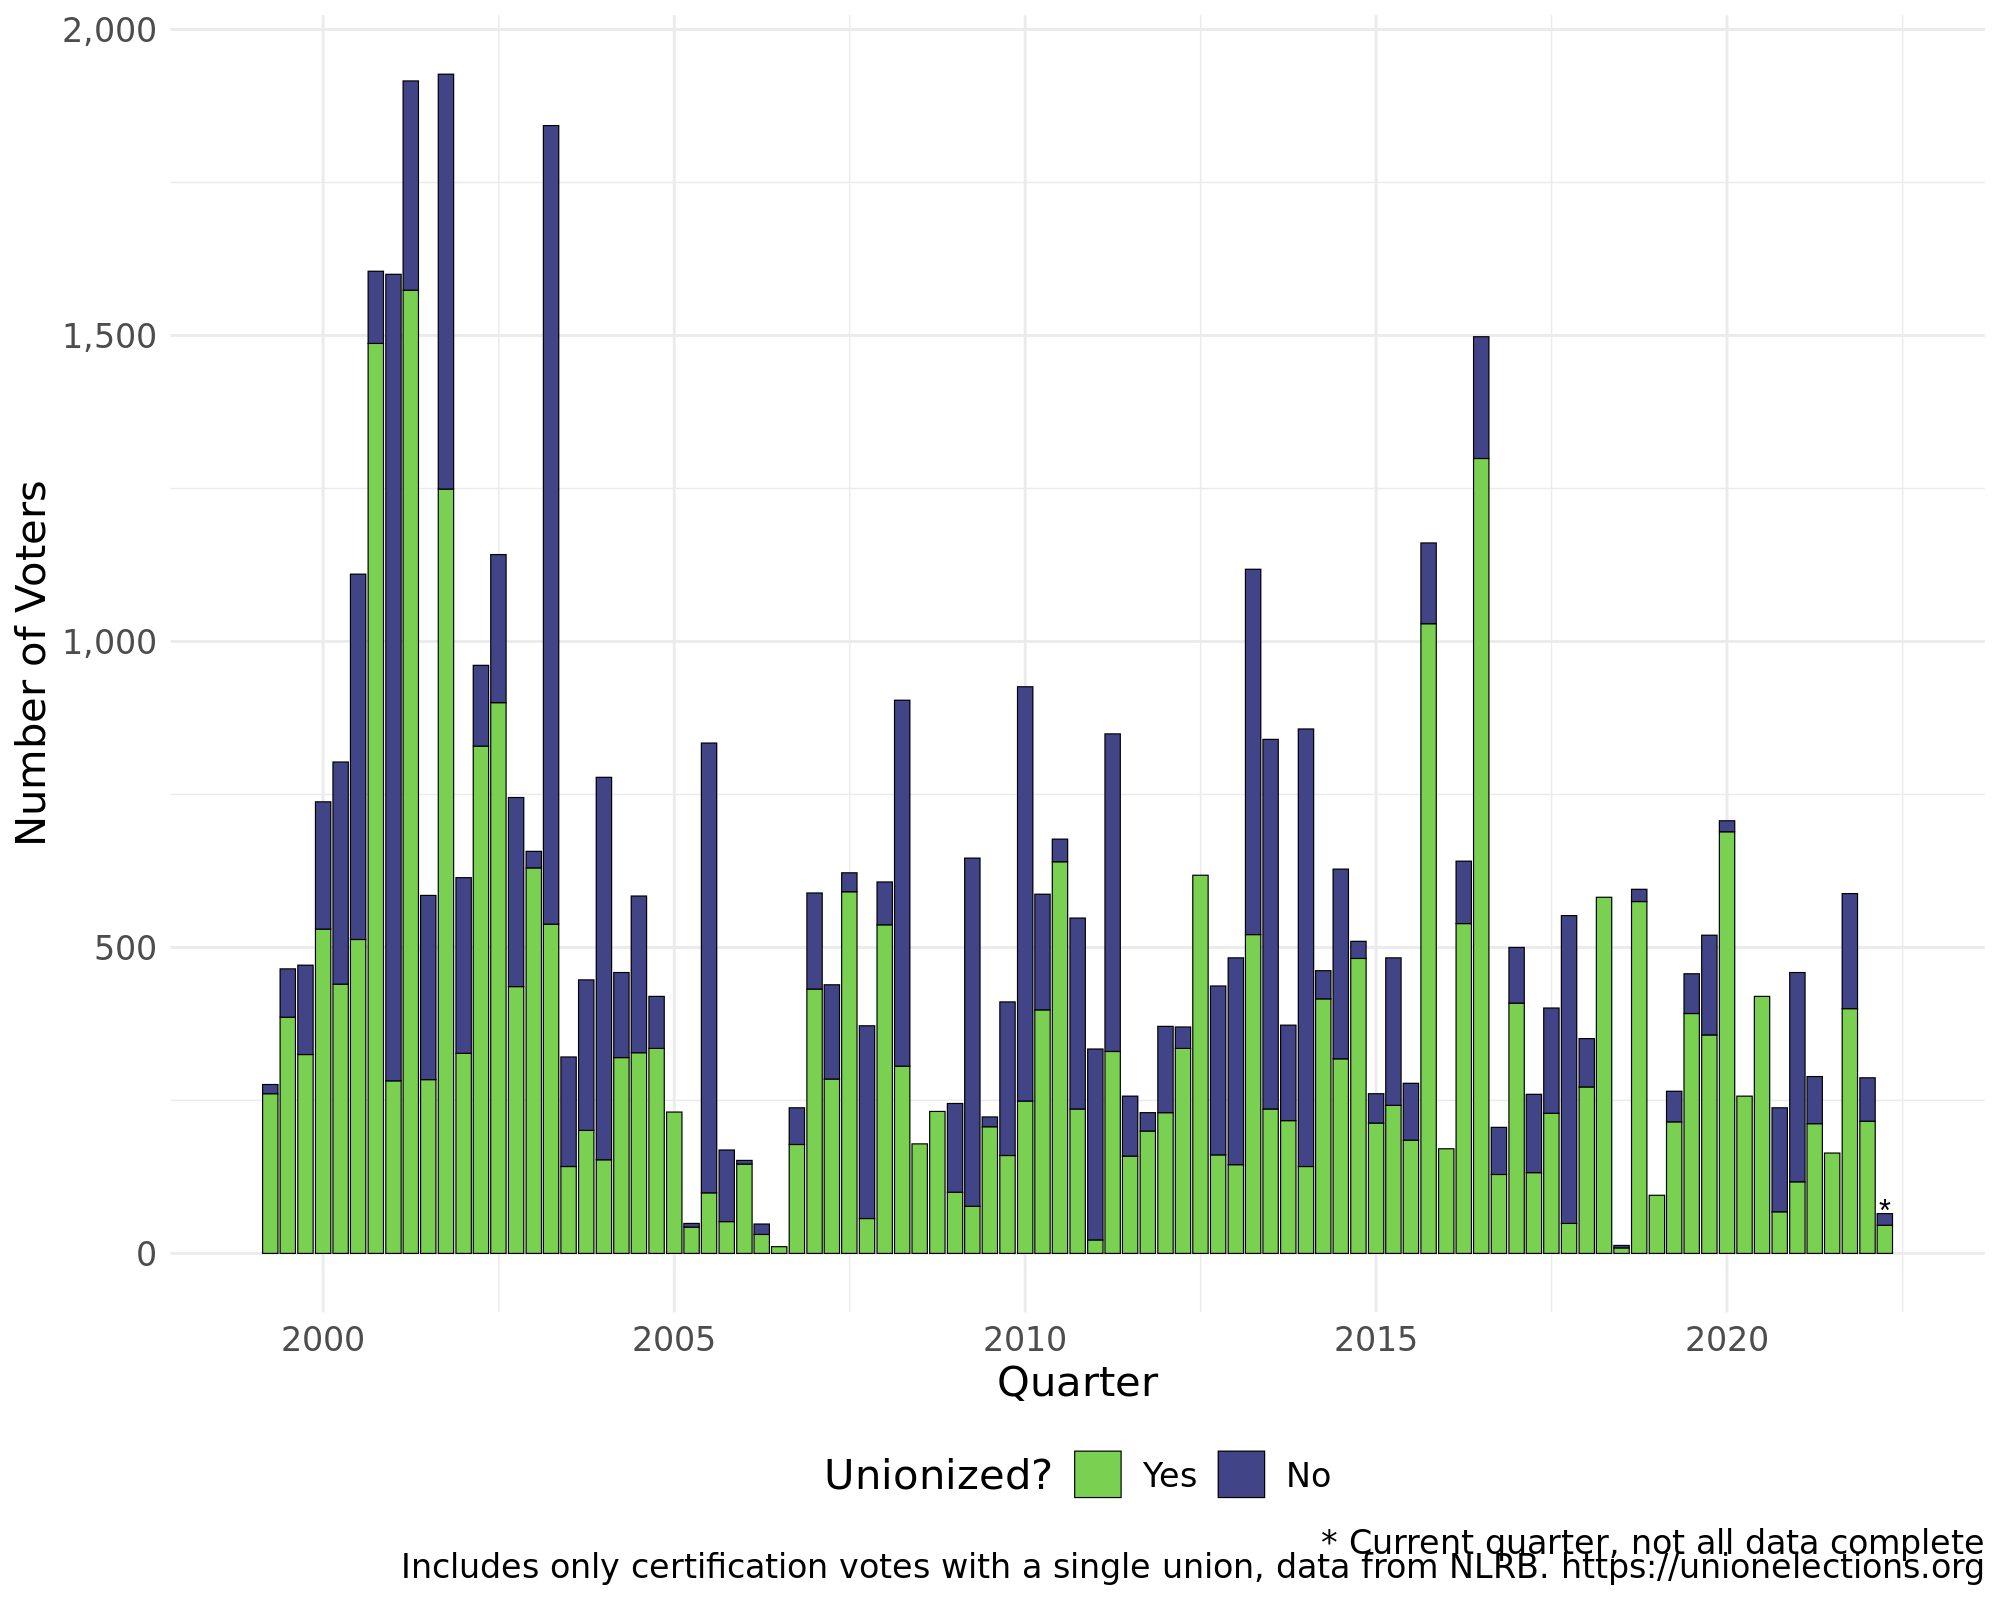 2,000
1,500
1,000
500
0
Number of Voters
*
2000 2005 2010 2015 2020
Quarter
Unionized? Yes No
* Current quarter, not all data complete
Includes only certification votes with a single union, data from NLRB. https://unionelections.org